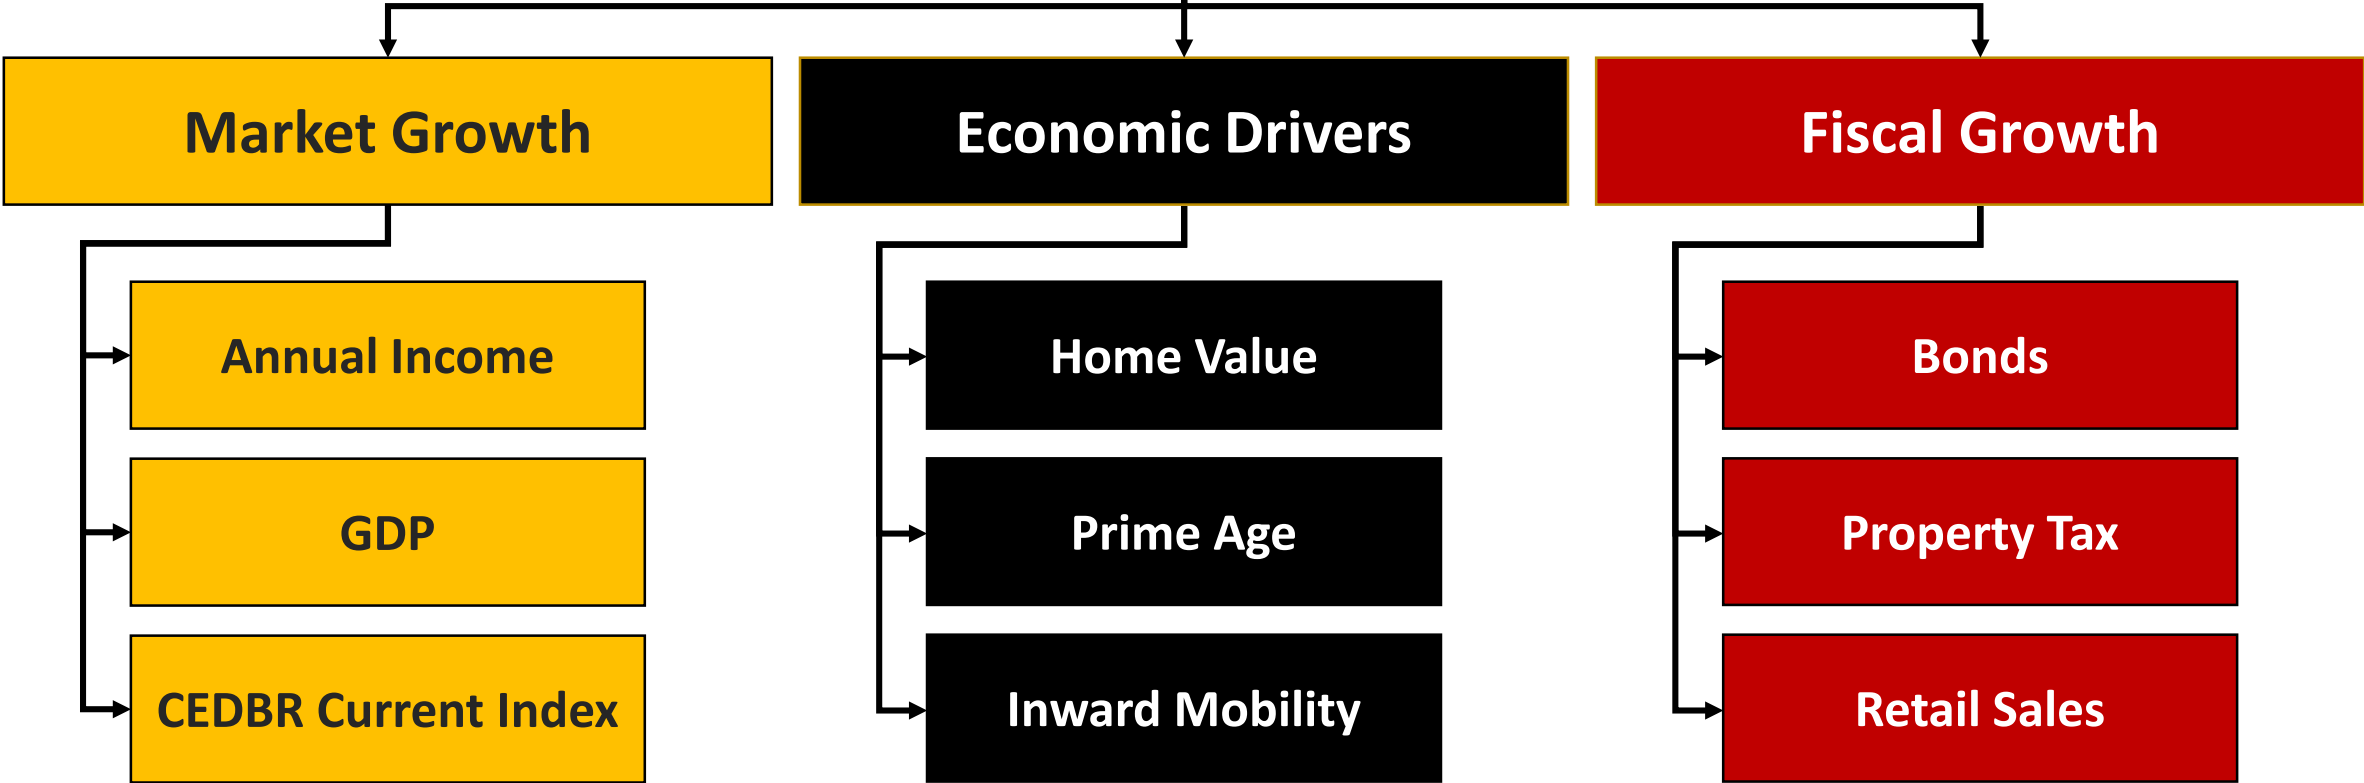 Market Growth
Economic Drivers
Fiscal Growth
Annual Income
Home Value
Bonds
GDP
Prime Age
Property Tax
CEDBR Current Index
Inward Mobility
Retail Sales